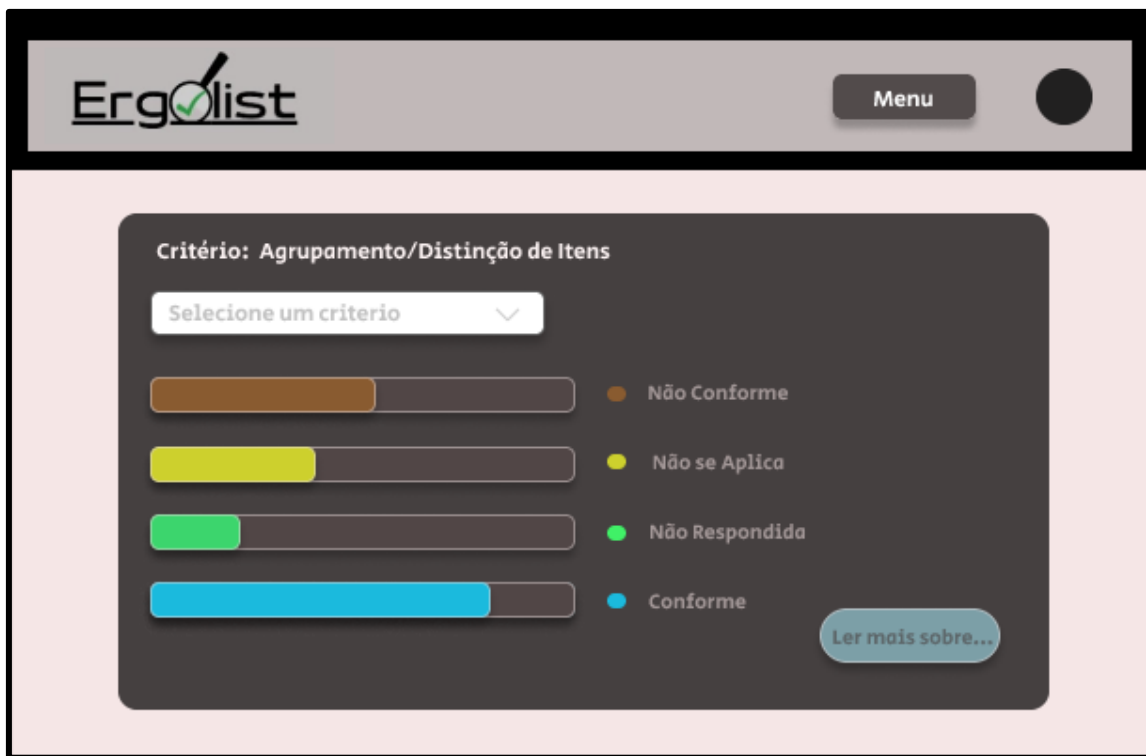 Ergolist
Menu
Critério: Agrupamento/Distinção de Itens
Selecione um criterio
Não Conforme
Não se Aplica
Não Respondida
Conforme
Ler mais sobre...